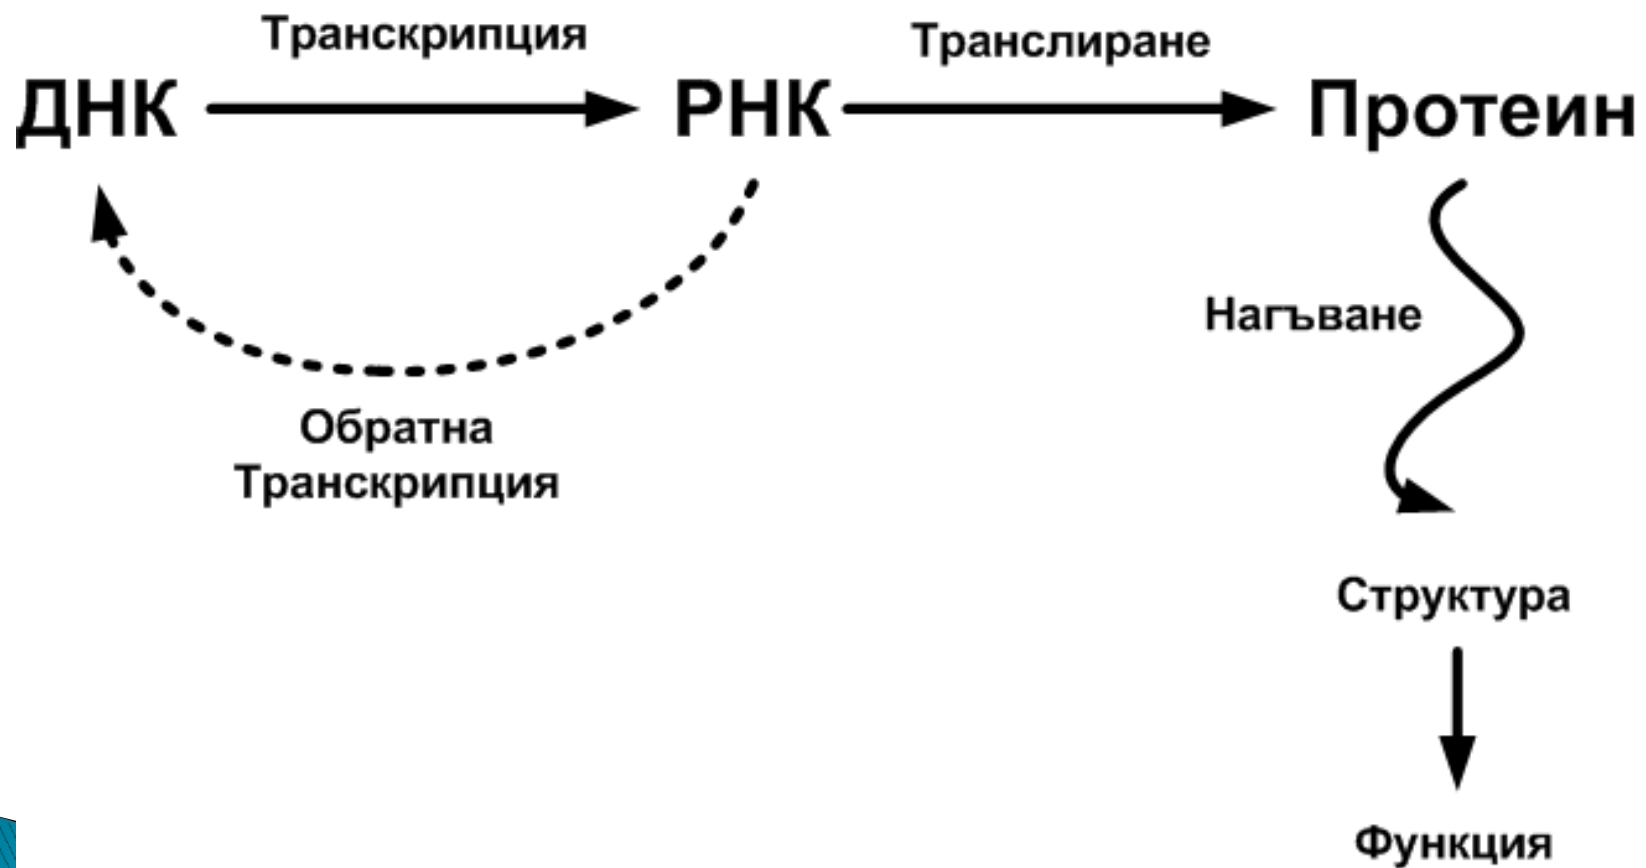 Транскрипция
Транслиране
ДНК
РНК
Протеин
Нагъване
Обратна
Транскрипция
Структура
Функция